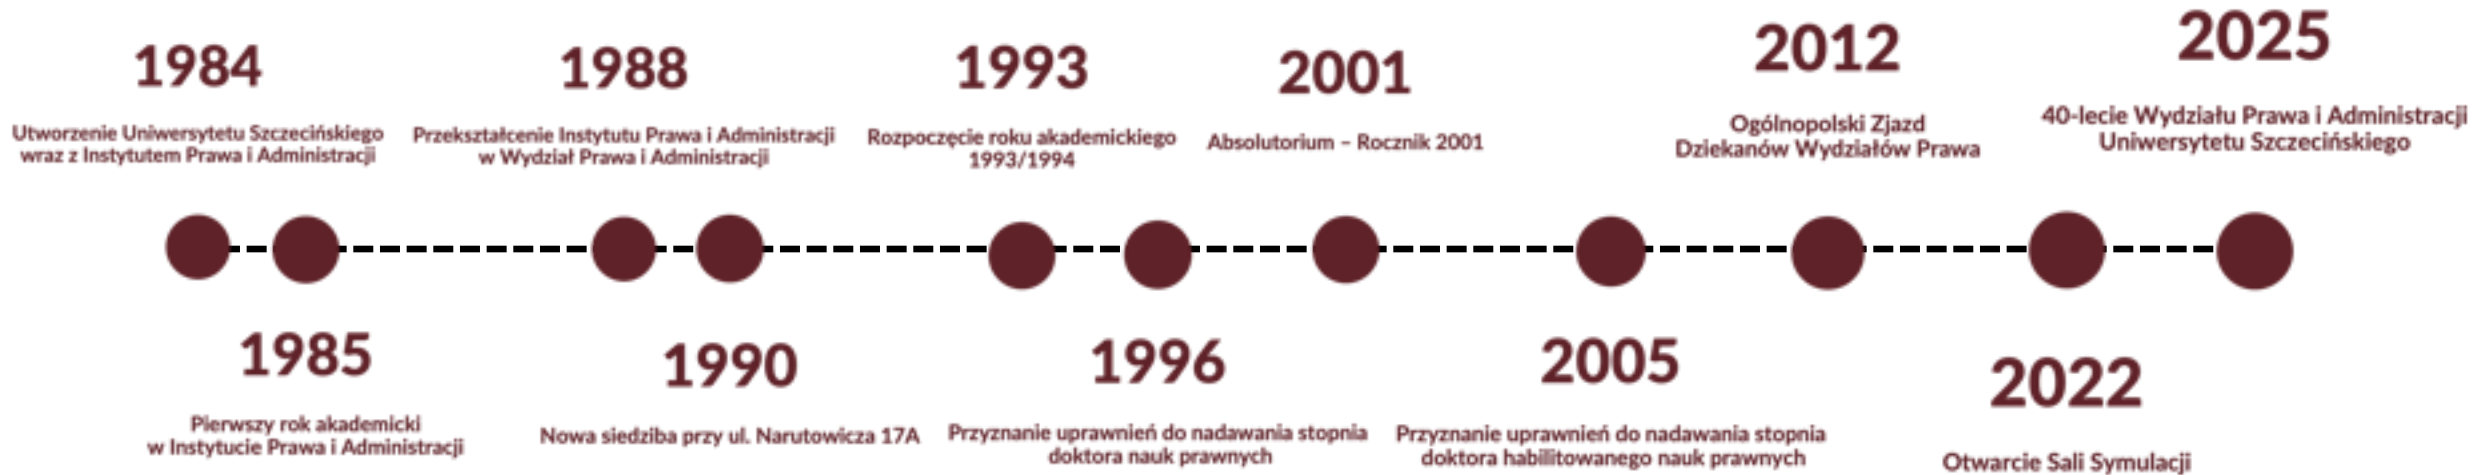 1984
Utworzenie Uniwersytetu Szczecińskiego
wraz z Instytutem Prawa i Administracji
1985
Pierwszy rok akademicki
w Instytucie Prawa i Administracji
1988
Przekształcenie Instytutu Prawa i Administracji
w Wydział Prawa i Administracji
1990
Nowa siedziba przy ul. Narutowicza 17A
1993
Rozpoczęcie roku akademickiego
1993/1994
1996
Przyznanie uprawnień do nadawania stopnia
doktora nauk prawnych
2001
Absolutorium – Rocznik 2001
2005
Przyznanie uprawnień do nadawania stopnia
doktora habilitowanego nauk prawnych
2012
Ogólnopolski Zjazd
Dziekanów Wydziałów Prawa
2022
Otwarcie Sali Symulacji
2025
40-lecie Wydziału Prawa i Administracji
Uniwersytetu Szczecińskiego